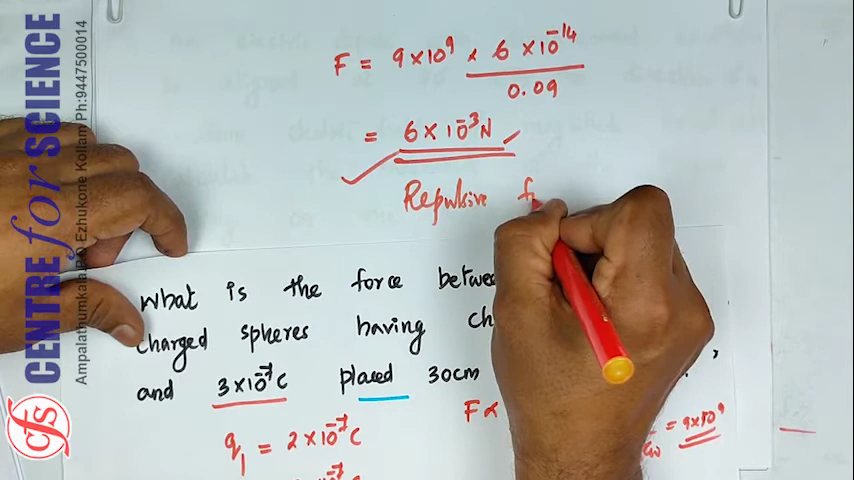 CENTRE for SCIENCE
Ampalathumkala P.O Ezhukone Kollam Ph:9447500014
CfS
F = 9×10⁹ × 6 × 10⁻¹⁴
0.09
= 6×10⁻³N
Repulsive f
What is the force betwee
charged spheres having ch
and 3×10⁻⁷C placed 30cm
F∝
= 9×10⁹
q₁ = 2×10⁻⁷C